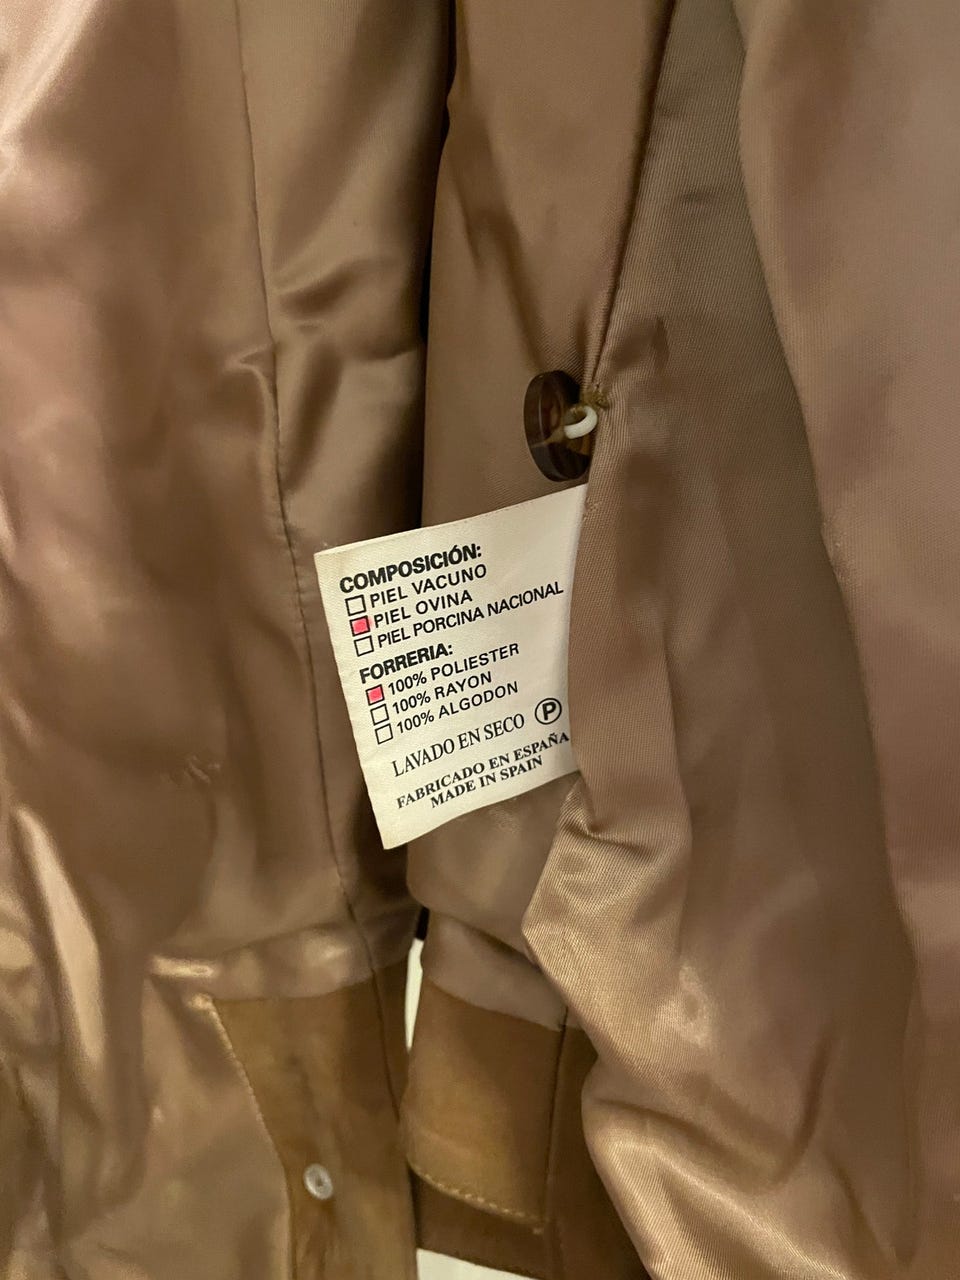 COMPOSICIÓN:
PIEL VACUNO
PIEL OVINA
PIEL PORCINA NACIONAL
FORRERIA:
100% POLIESTER
100% RAYON
100% ALGODON
LAVADO EN SECO P
FABRICADO EN ESPAÑA
MADE IN SPAIN